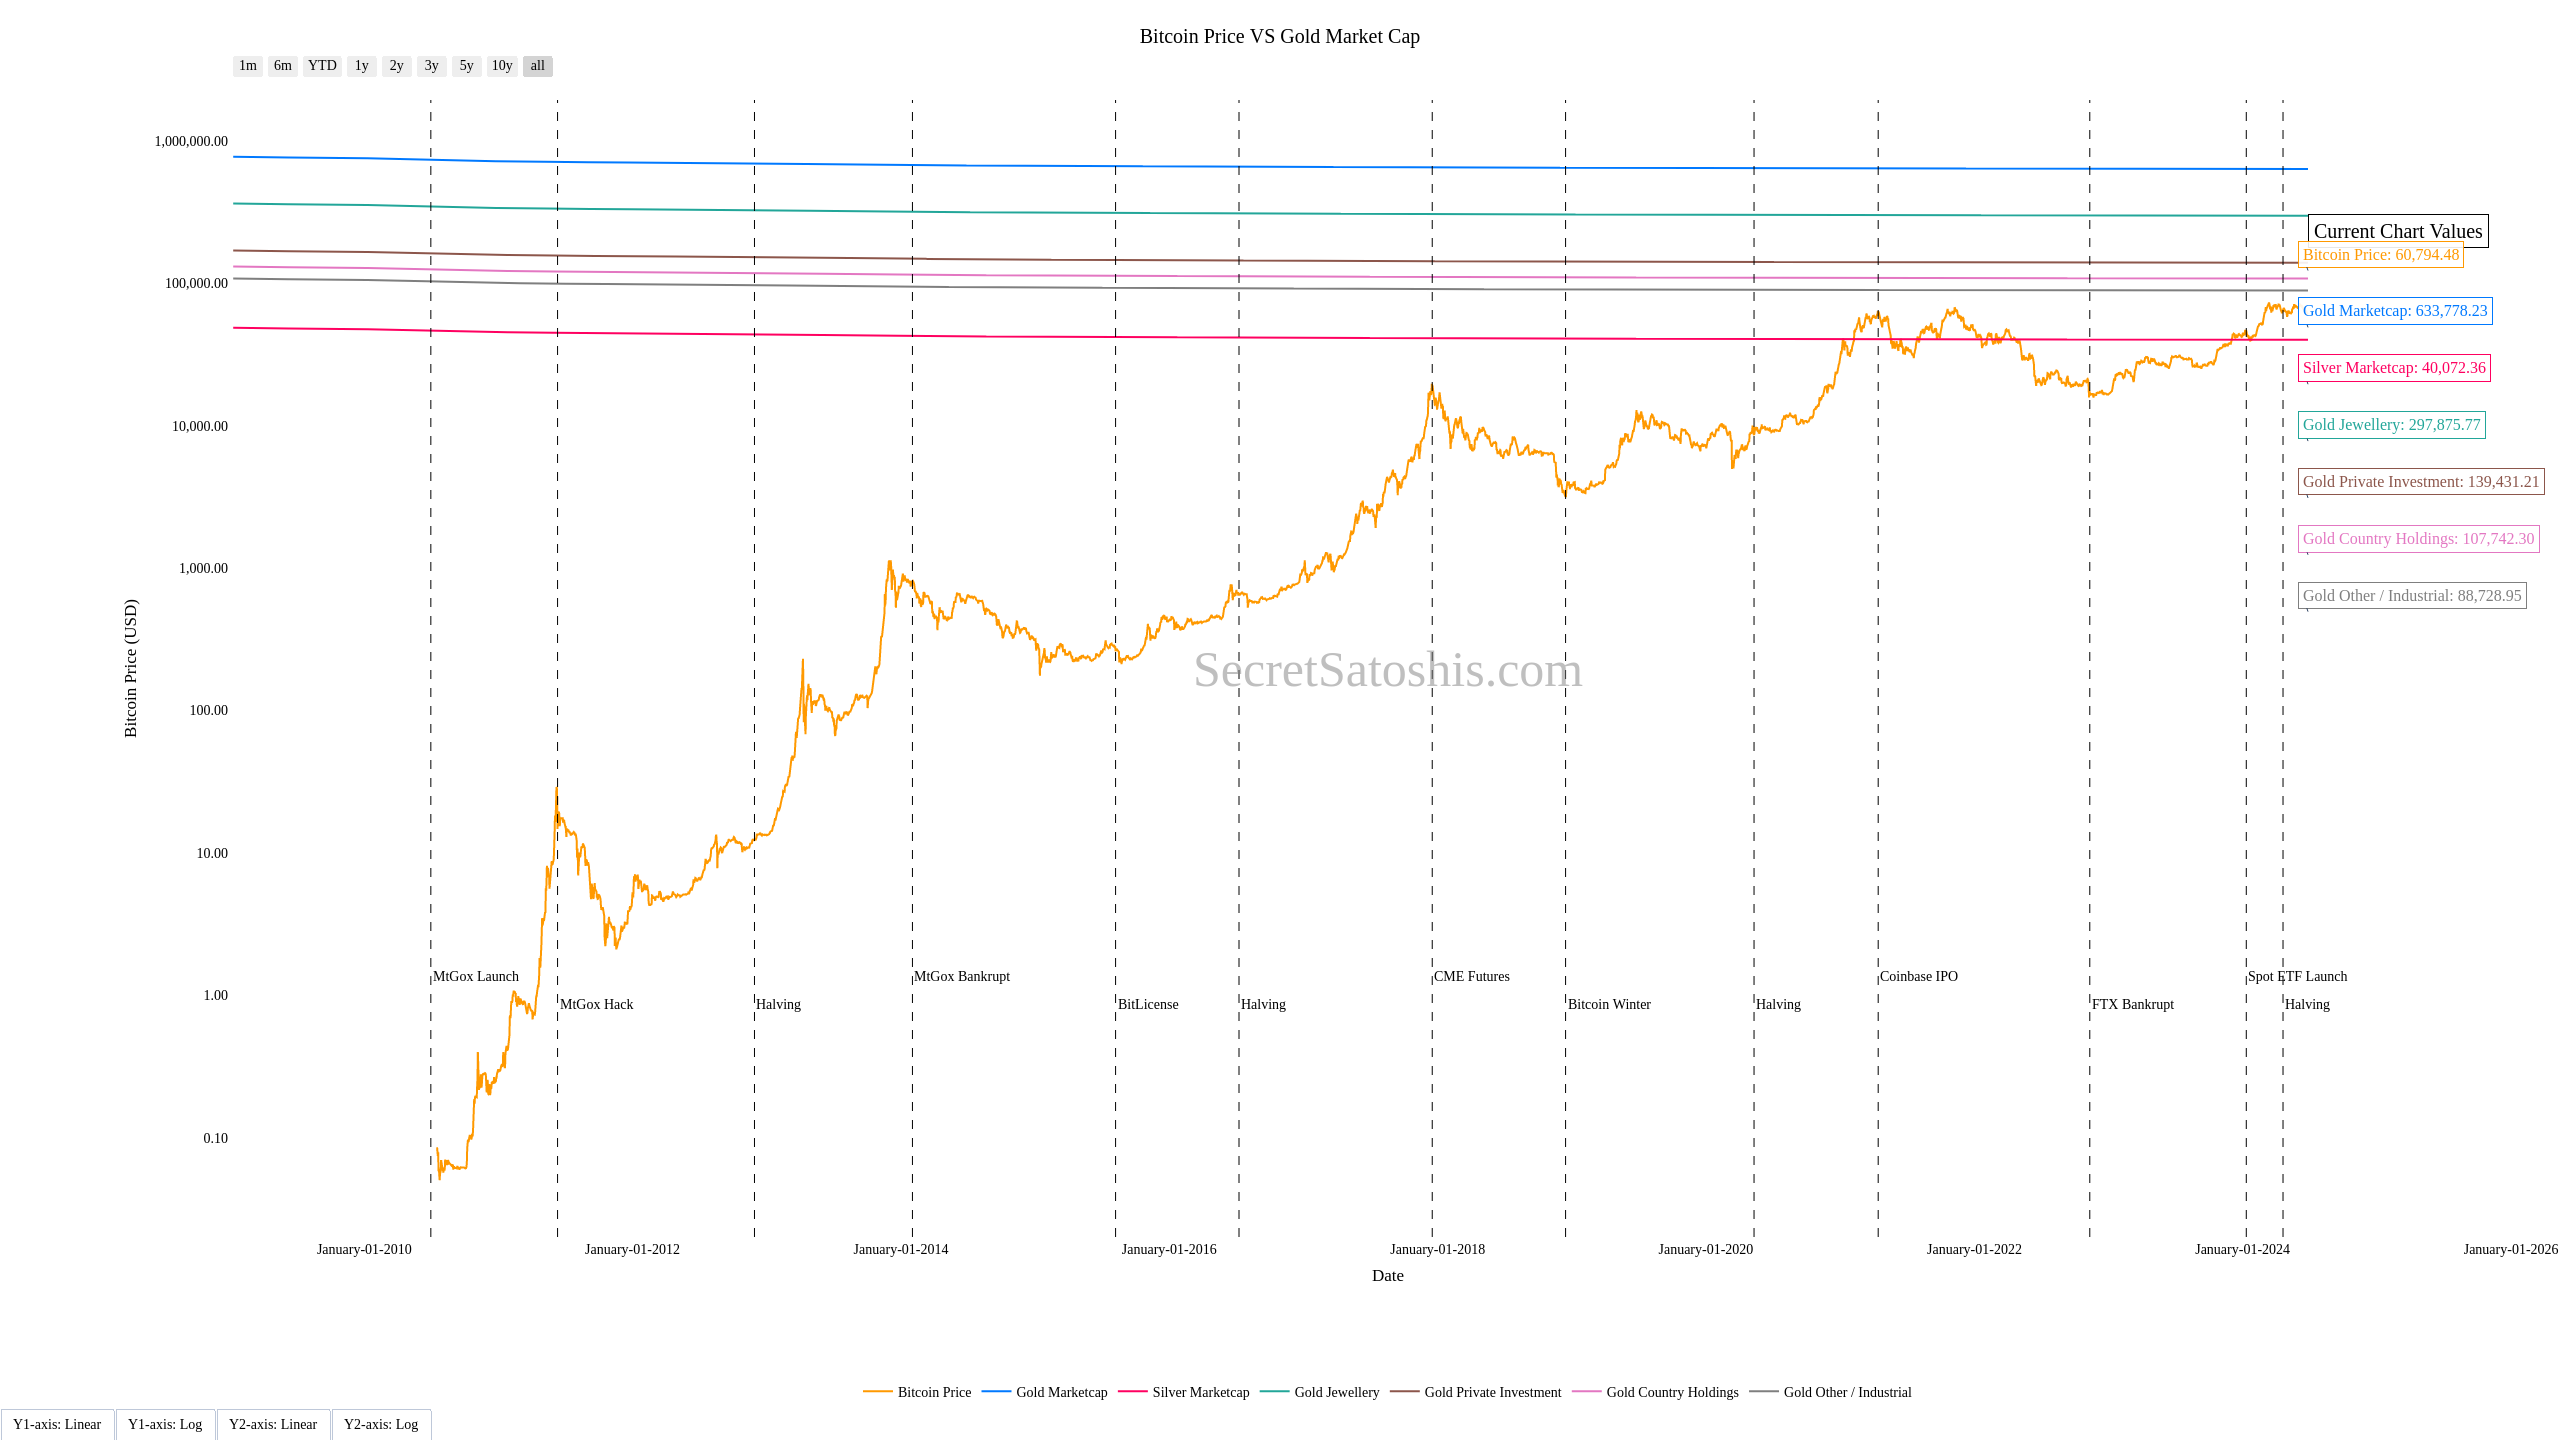 Bitcoin Price VS Gold Market Cap
1m 6m YTD 1y 2y 3y 5y 10y all
1,000,000.00
100,000.00
10,000.00
1,000.00
100.00
10.00
1.00
0.10
Bitcoin Price (USD)
Current Chart Values
Bitcoin Price: 60,794.48
Gold Marketcap: 633,778.23
Silver Marketcap: 40,072.36
Gold Jewellery: 297,875.77
Gold Private Investment: 139,431.21
Gold Country Holdings: 107,742.30
Gold Other / Industrial: 88,728.95
SecretSatoshis.com
MtGox Launch
MtGox Hack
Halving
MtGox Bankrupt
BitLicense
Halving
CME Futures
Bitcoin Winter
Halving
Coinbase IPO
FTX Bankrupt
Spot ETF Launch
Halving
January-01-2010 January-01-2012 January-01-2014 January-01-2016 January-01-2018 January-01-2020 January-01-2022 January-01-2024 January-01-2026
Date
Bitcoin Price Gold Marketcap Silver Marketcap Gold Jewellery Gold Private Investment Gold Country Holdings Gold Other / Industrial
Y1-axis: Linear Y1-axis: Log Y2-axis: Linear Y2-axis: Log